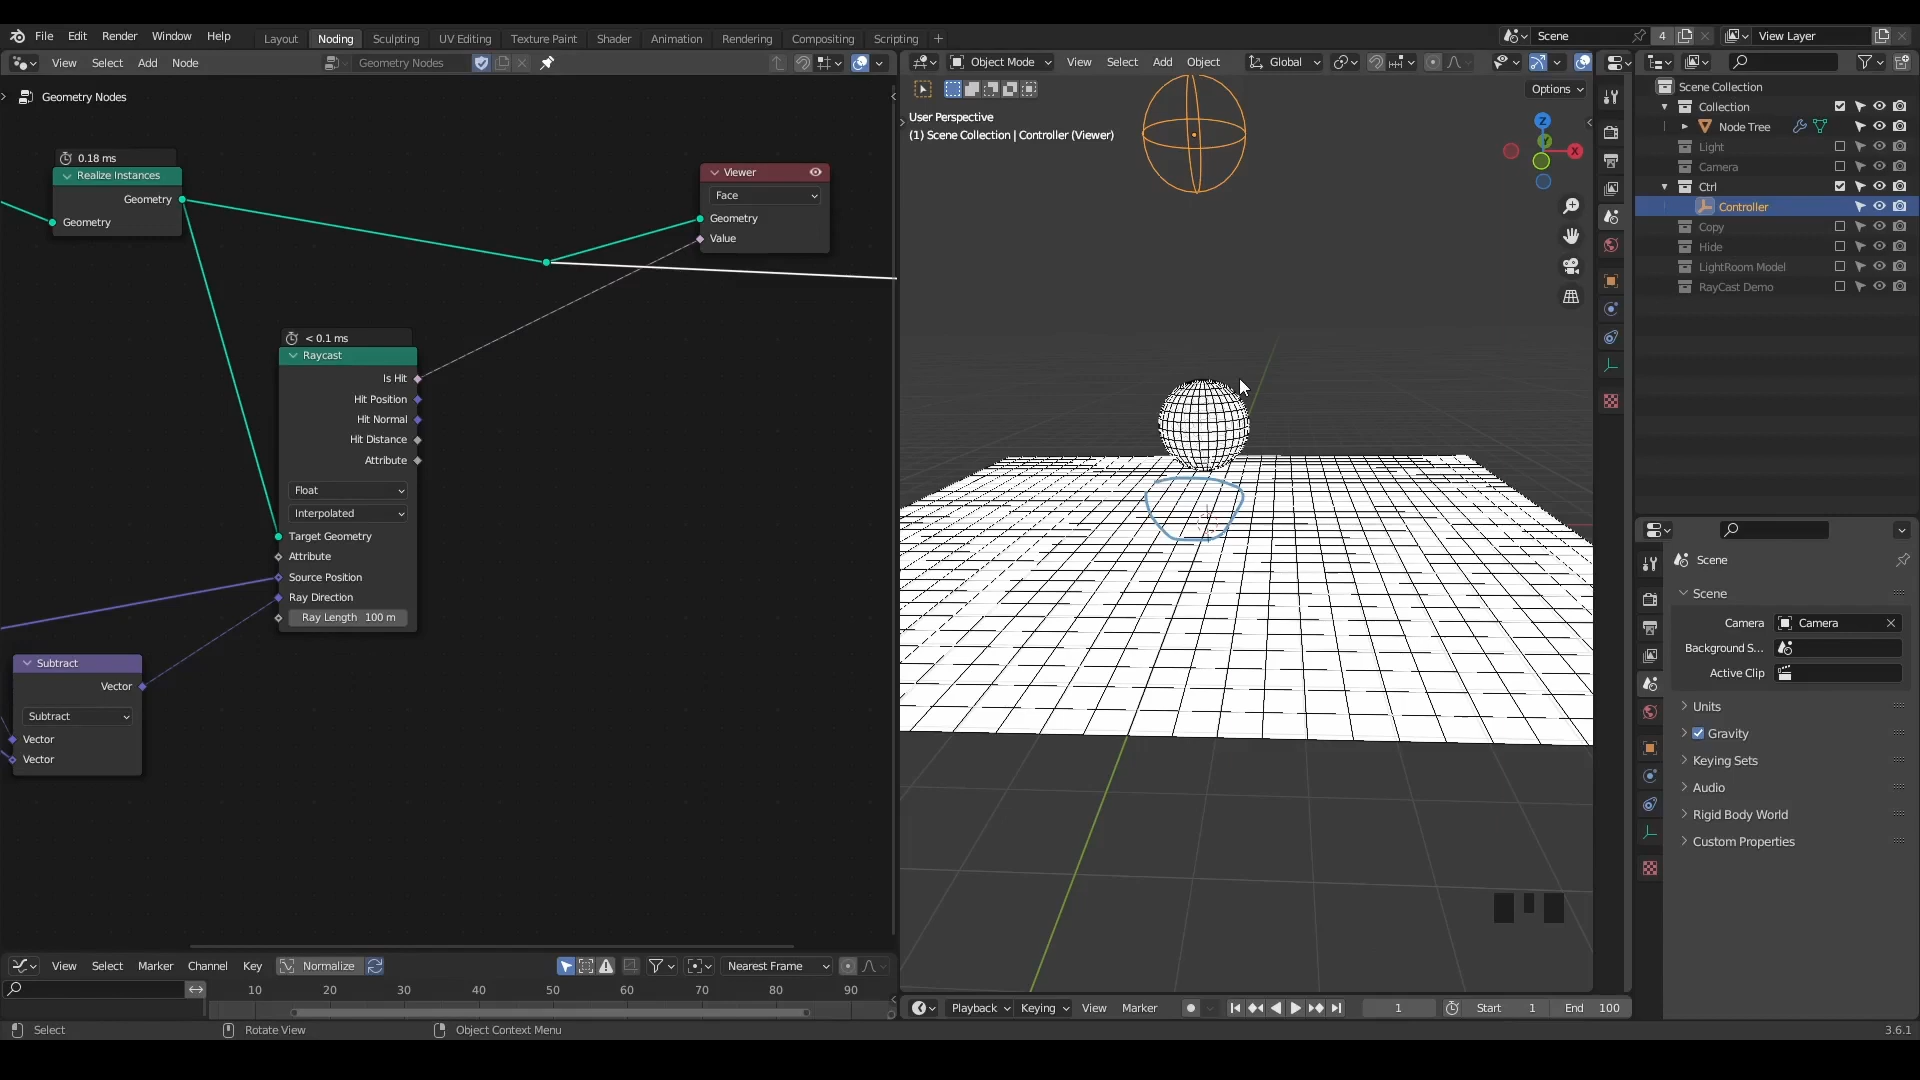 File Edit Render Window Help Layout Noding Sculpting UV Editing Texture Paint Shader Animation Rendering Compositing Scripting + Scene 4 View Layer
View Select Add Node Geometry Nodes
Object Mode View Select Add Object Global
Options
Geometry Nodes
User Perspective
(1) Scene Collection | Controller (Viewer)
Z
X
0.18 ms
Realize Instances
Geometry
Geometry
Viewer
Face
Geometry
Value
< 0.1 ms
Raycast
Is Hit
Hit Position
Hit Normal
Hit Distance
Attribute
Float
Interpolated
Target Geometry
Attribute
Source Position
Ray Direction
Ray Length 100 m
Subtract
Vector
Subtract
Vector
Vector
Scene Collection
Collection
Node Tree
Light
Camera
Ctrl
Controller
Copy
Hide
LightRoom Model
RayCast Demo
Scene
Scene
Camera Camera
Background S...
Active Clip
Units
Gravity
Keying Sets
Audio
Rigid Body World
Custom Properties
View Select Marker Channel Key Normalize Nearest Frame
10 20 30 40 50 60 70 80 90
Playback Keying View Marker 1 Start 1 End 100
Select Rotate View Object Context Menu 3.6.1